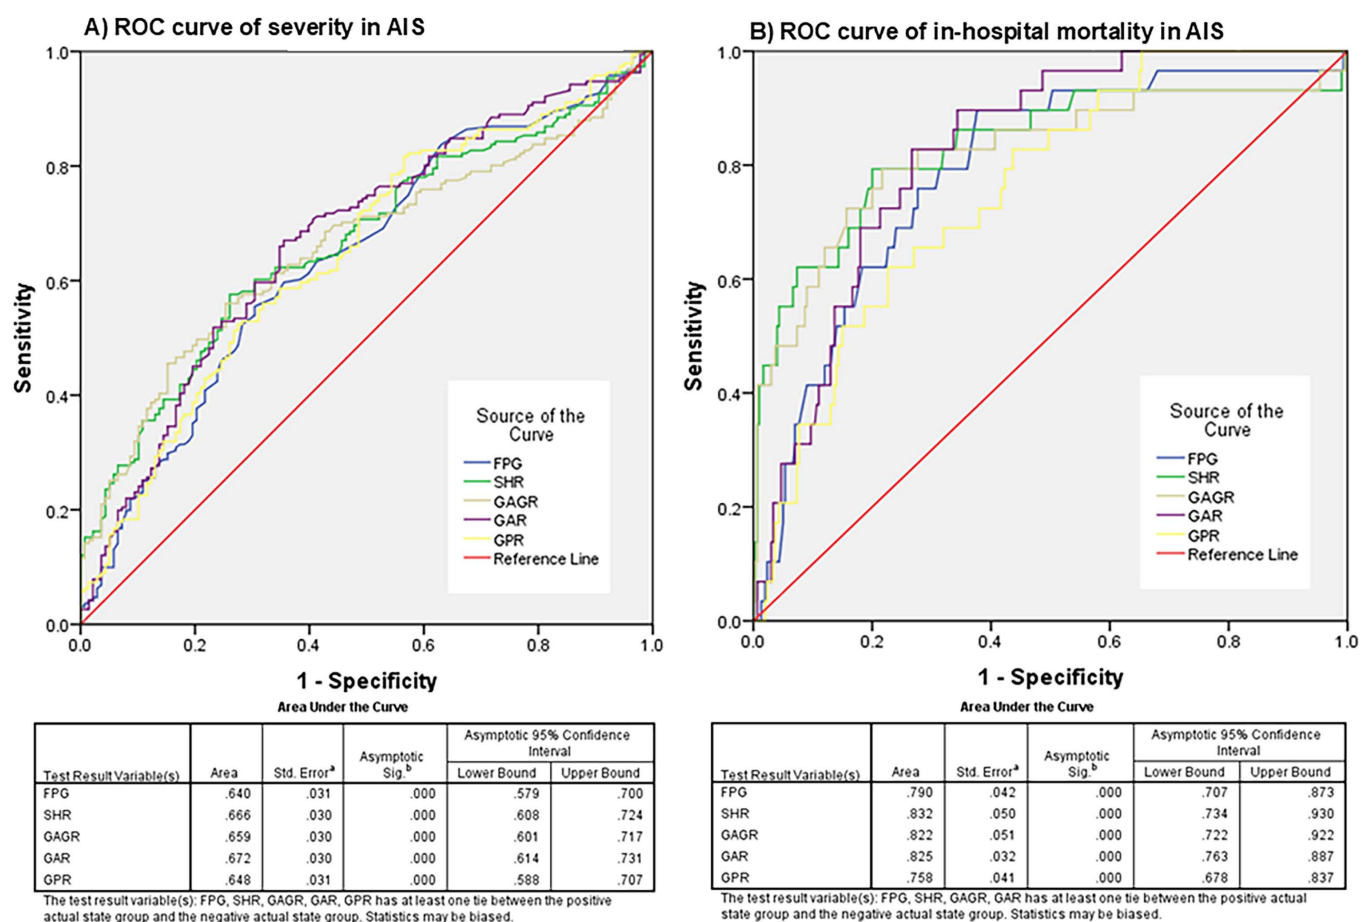 A) ROC curve of severity in AIS
1.0
0.8
0.6
0.4
0.2
0.0
Sensitivity
Source of the
Curve
FPG
SHR
GAGR
GAR
GPR
Reference Line
0.0 0.2 0.4 0.6 0.8 1.0
1 - Specificity
Area Under the Curve
Asymptotic 95% Confidence
Interval
Test Result Variable(s) Area Std. Errorᵃ Asymptotic Sig.ᵇ Lower Bound Upper Bound
FPG .640 .031 .000 .579 .700
SHR .666 .030 .000 .608 .724
GAGR .659 .030 .000 .601 .717
GAR .672 .030 .000 .614 .731
GPR .648 .031 .000 .588 .707
The test result variable(s): FPG, SHR, GAGR, GAR, GPR has at least one tie between the positive
actual state group and the negative actual state group. Statistics may be biased.
B) ROC curve of in-hospital mortality in AIS
1.0
0.8
0.6
0.4
0.2
0.0
Sensitivity
Source of the
Curve
FPG
SHR
GAGR
GAR
GPR
Reference Line
0.0 0.2 0.4 0.6 0.8 1.0
1 - Specificity
Area Under the Curve
Asymptotic 95% Confidence
Interval
Test Result Variable(s) Area Std. Errorᵃ Asymptotic Sig.ᵇ Lower Bound Upper Bound
FPG .790 .042 .000 .707 .873
SHR .832 .050 .000 .734 .930
GAGR .822 .051 .000 .722 .922
GAR .825 .032 .000 .763 .887
GPR .758 .041 .000 .678 .837
The test result variable(s): FPG, SHR, GAGR, GAR has at least one tie between the positive actual
state group and the negative actual state group. Statistics may be biased.